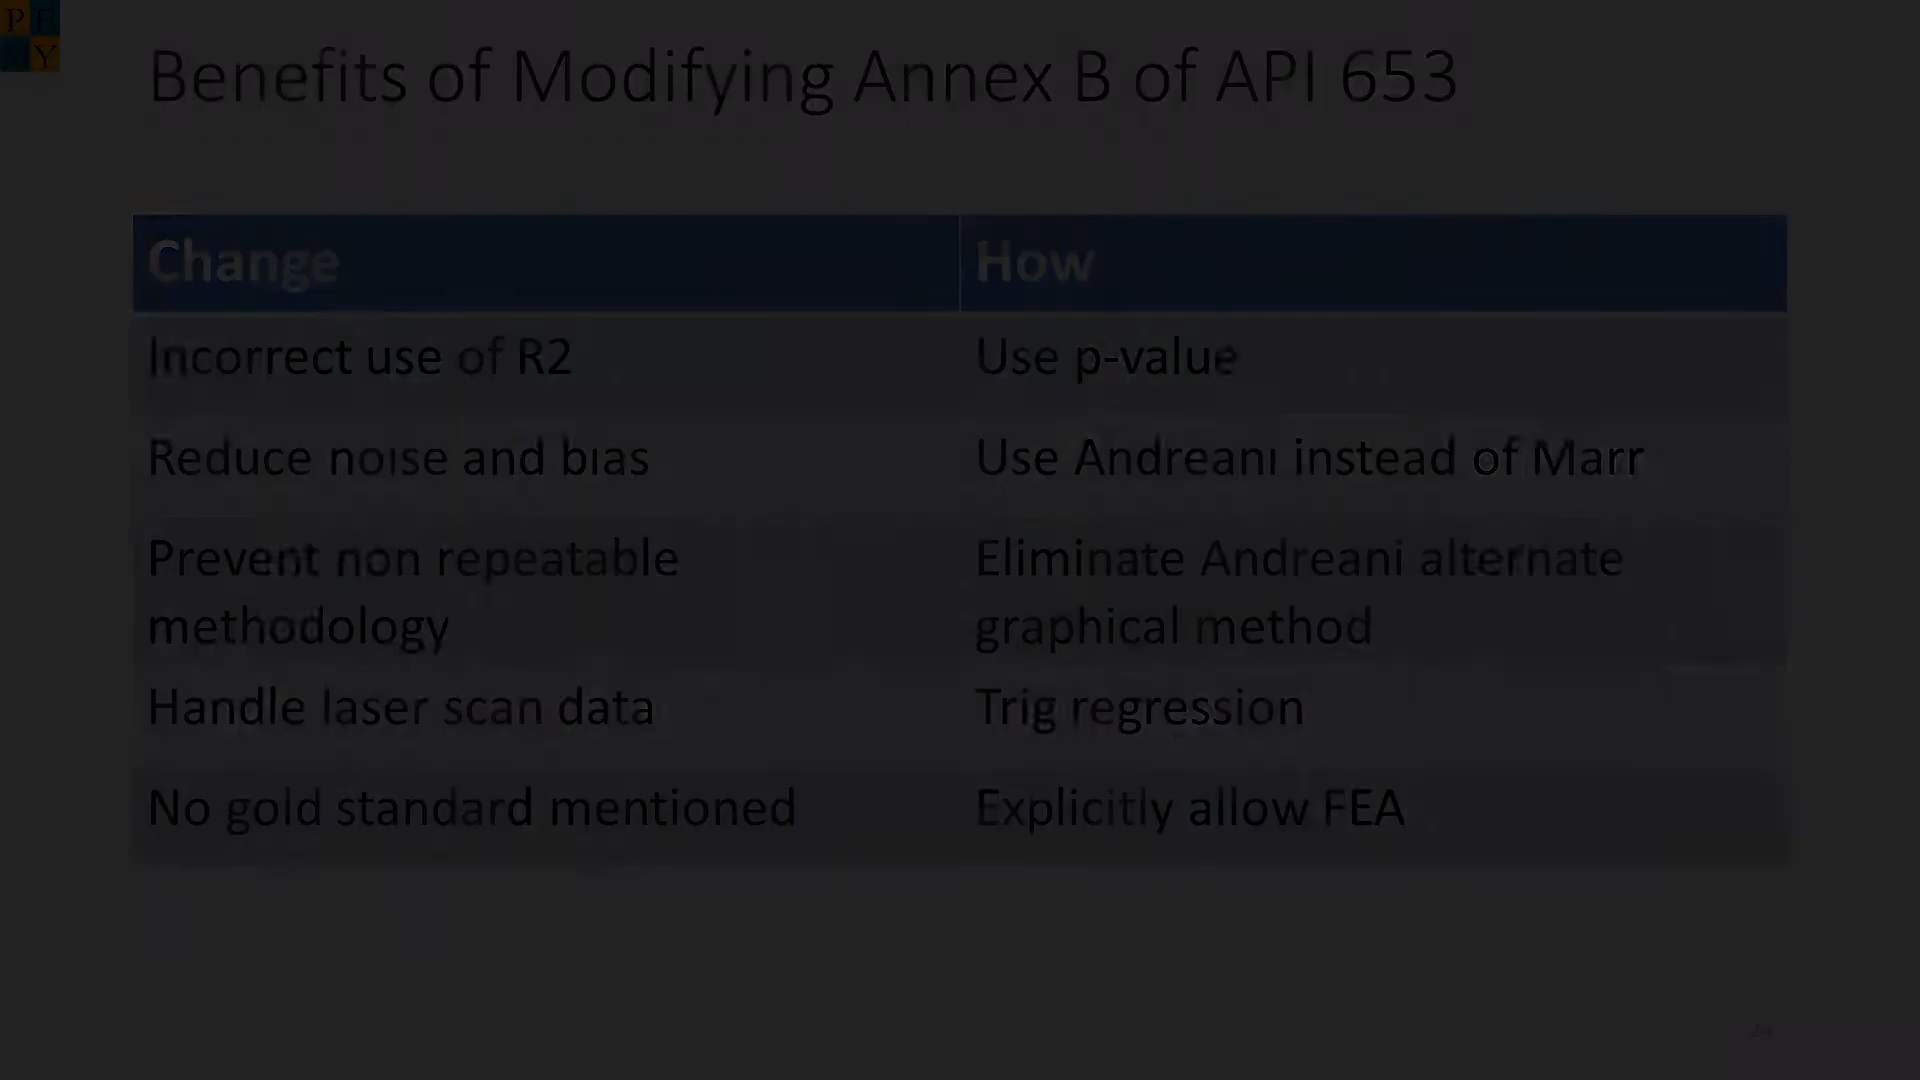 P E
Y
Benefits of Modifying Annex B of API 653
Change
How
Incorrect use of R2
Use p-value
Reduce noise and bias
Use Andreani instead of Marr
Prevent non repeatable
methodology
Eliminate Andreani alternate
graphical method
Handle laser scan data
Trig regression
No gold standard mentioned
Explicitly allow FEA